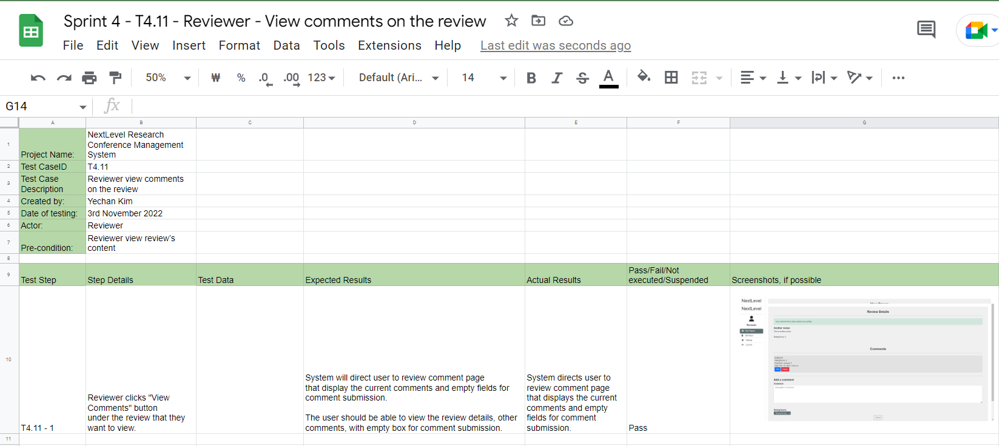 Sprint 4 - T4.11 - Reviewer - View comments on the review
File Edit View Insert Format Data Tools Extensions Help Last edit was seconds ago
50% ₩ % .0 .00 123 Default (Ari... 14 B I S A
G14 fx
A B C D E F G
1 Project Name: NextLevel Research
Conference Management
System
2 Test CaseID T4.11
3 Test Case
Description Reviewer view comments
on the review
4 Created by: Yechan Kim
5 Date of testing: 3rd November 2022
6 Actor: Reviewer
7 Pre-condition: Reviewer view review's
content
8
9 Test Step Step Details Test Data Expected Results Actual Results Pass/Fail/Not
executed/Suspended Screenshots, if possible
10 T4.11 - 1
Reviewer clicks "View
Comments" button
under the review that they
want to view.
System will direct user to review comment page
that display the current comments and empty fields for
comment submission.
The user should be able to view the review details, other
comments, with empty box for comment submission.
System directs user to
review comment page
that displays the current
comments and empty
fields for comment
submission.
Pass
NextLevel
NextLevel
Reviewer
Review Details
Another review
Comments
Add a comment
Comment
11